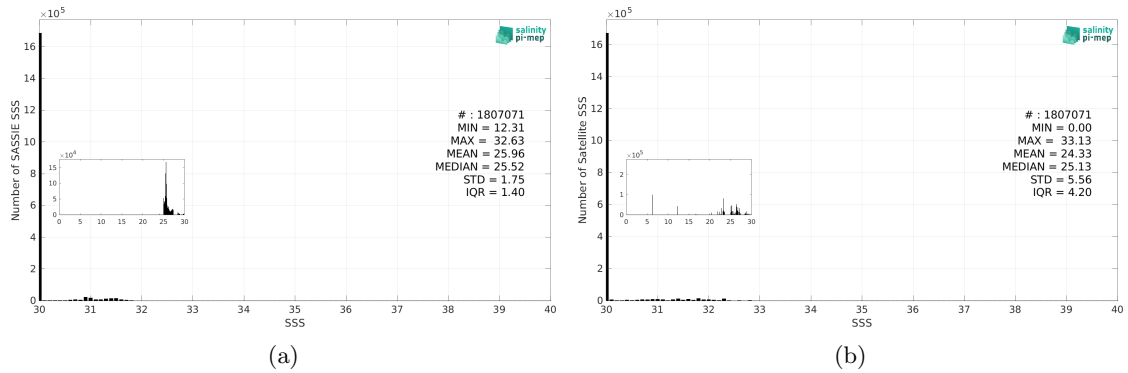 ×10^5
16
14
12
10
8
6
4
2
0
Number of SASSIE SSS
30 31 32 33 34 35 36 37 38 39 40
SSS
salinity
pi-mep
# : 1807071
MIN = 12.31
MAX = 32.63
MEAN = 25.96
MEDIAN = 25.52
STD = 1.75
IQR = 1.40
×10^4
15
10
5
0
0 5 10 15 20 25 30
(a)
×10^5
16
14
12
10
8
6
4
2
0
Number of Satellite SSS
30 31 32 33 34 35 36 37 38 39 40
SSS
salinity
pi-mep
# : 1807071
MIN = 0.00
MAX = 33.13
MEAN = 24.33
MEDIAN = 25.13
STD = 5.56
IQR = 4.20
×10^5
2
1
0
0 5 10 15 20 25 30
(b)